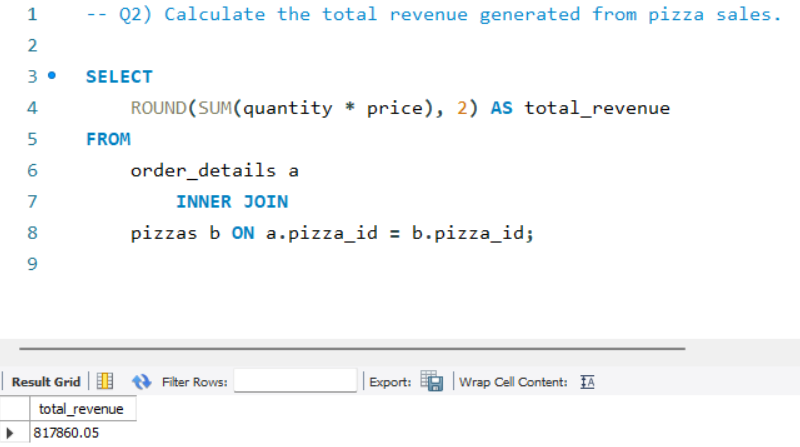 1 -- Q2) Calculate the total revenue generated from pizza sales.
2
3 SELECT
4 ROUND(SUM(quantity * price), 2) AS total_revenue
5 FROM
6 order_details a
7 INNER JOIN
8 pizzas b ON a.pizza_id = b.pizza_id;
9
Result Grid Filter Rows: Export: Wrap Cell Content: IA
total_revenue
817860.05